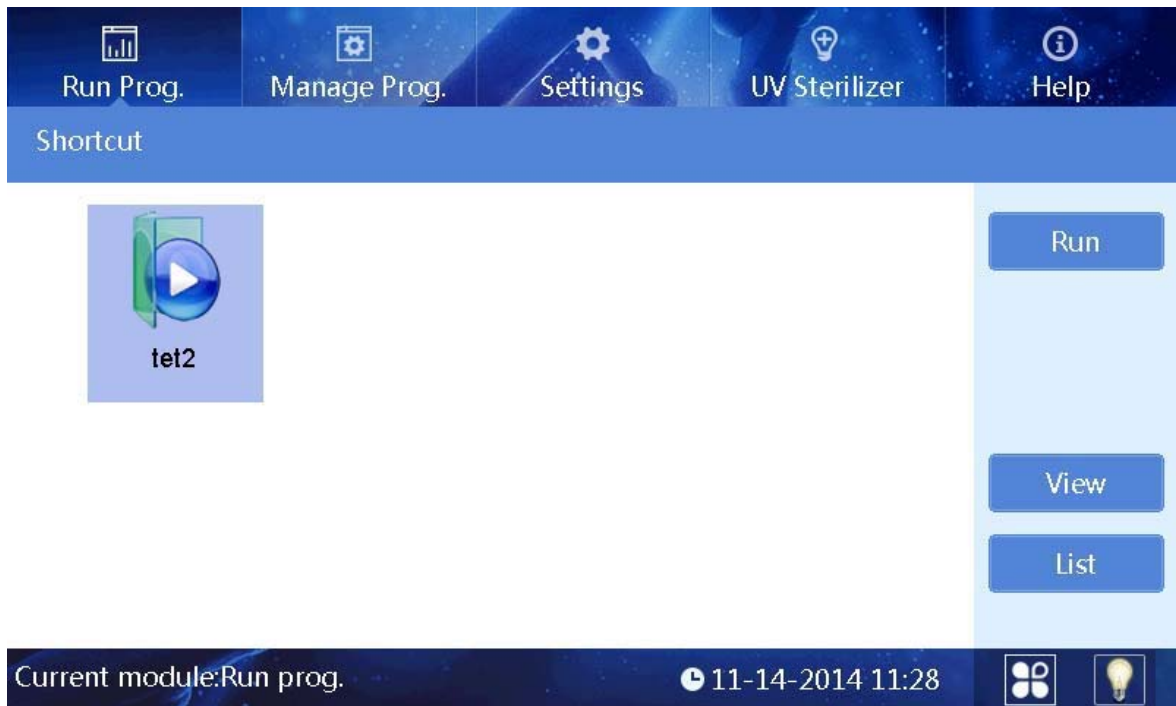 Run Prog.
Manage Prog.
Settings
UV Sterilizer
Help
Shortcut
tet2
Run
View
List
Current module:Run prog.
11-14-2014 11:28